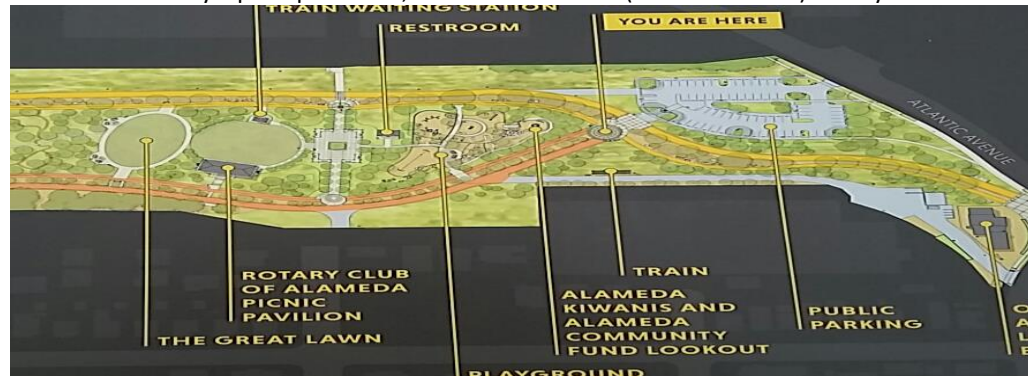 TRAIN WAITING STATION
RESTROOM
YOU ARE HERE
ATLANTIC AVENUE
ROTARY CLUB
OF ALAMEDA
PICNIC
PAVILION
THE GREAT LAWN
TRAIN
ALAMEDA
KIWANIS AND
ALAMEDA
COMMUNITY
FUND LOOKOUT
PUBLIC
PARKING
PLAYGROUND